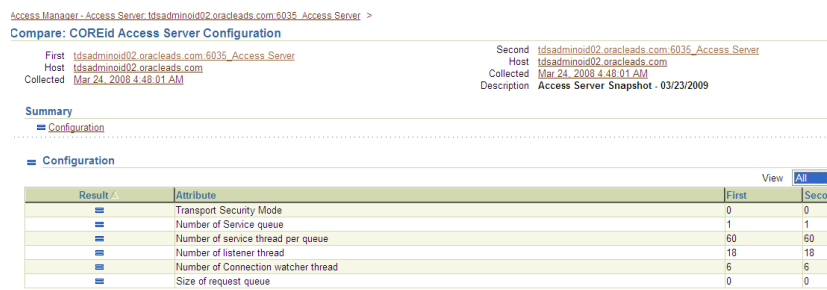 Access Manager - Access Server: tdsadminoid02.oracleads.com:6035_Access Server >
Compare: COREid Access Server Configuration
First tdsadminoid02.oracleads.com:6035_Access Server
Host tdsadminoid02.oracleads.com
Collected Mar 24, 2008 4:48:01 AM
Second tdsadminoid02.oracleads.com:6035_Access Server
Host tdsadminoid02.oracleads.com
Collected Mar 24, 2008 4:48:01 AM
Description Access Server Snapshot - 03/23/2009
Summary
Configuration
Configuration
View All
Result Attribute First Seco
Transport Security Mode 0 0
Number of Service queue 1 1
Number of service thread per queue 60 60
Number of listener thread 18 18
Number of Connection watcher thread 6 6
Size of request queue 0 0